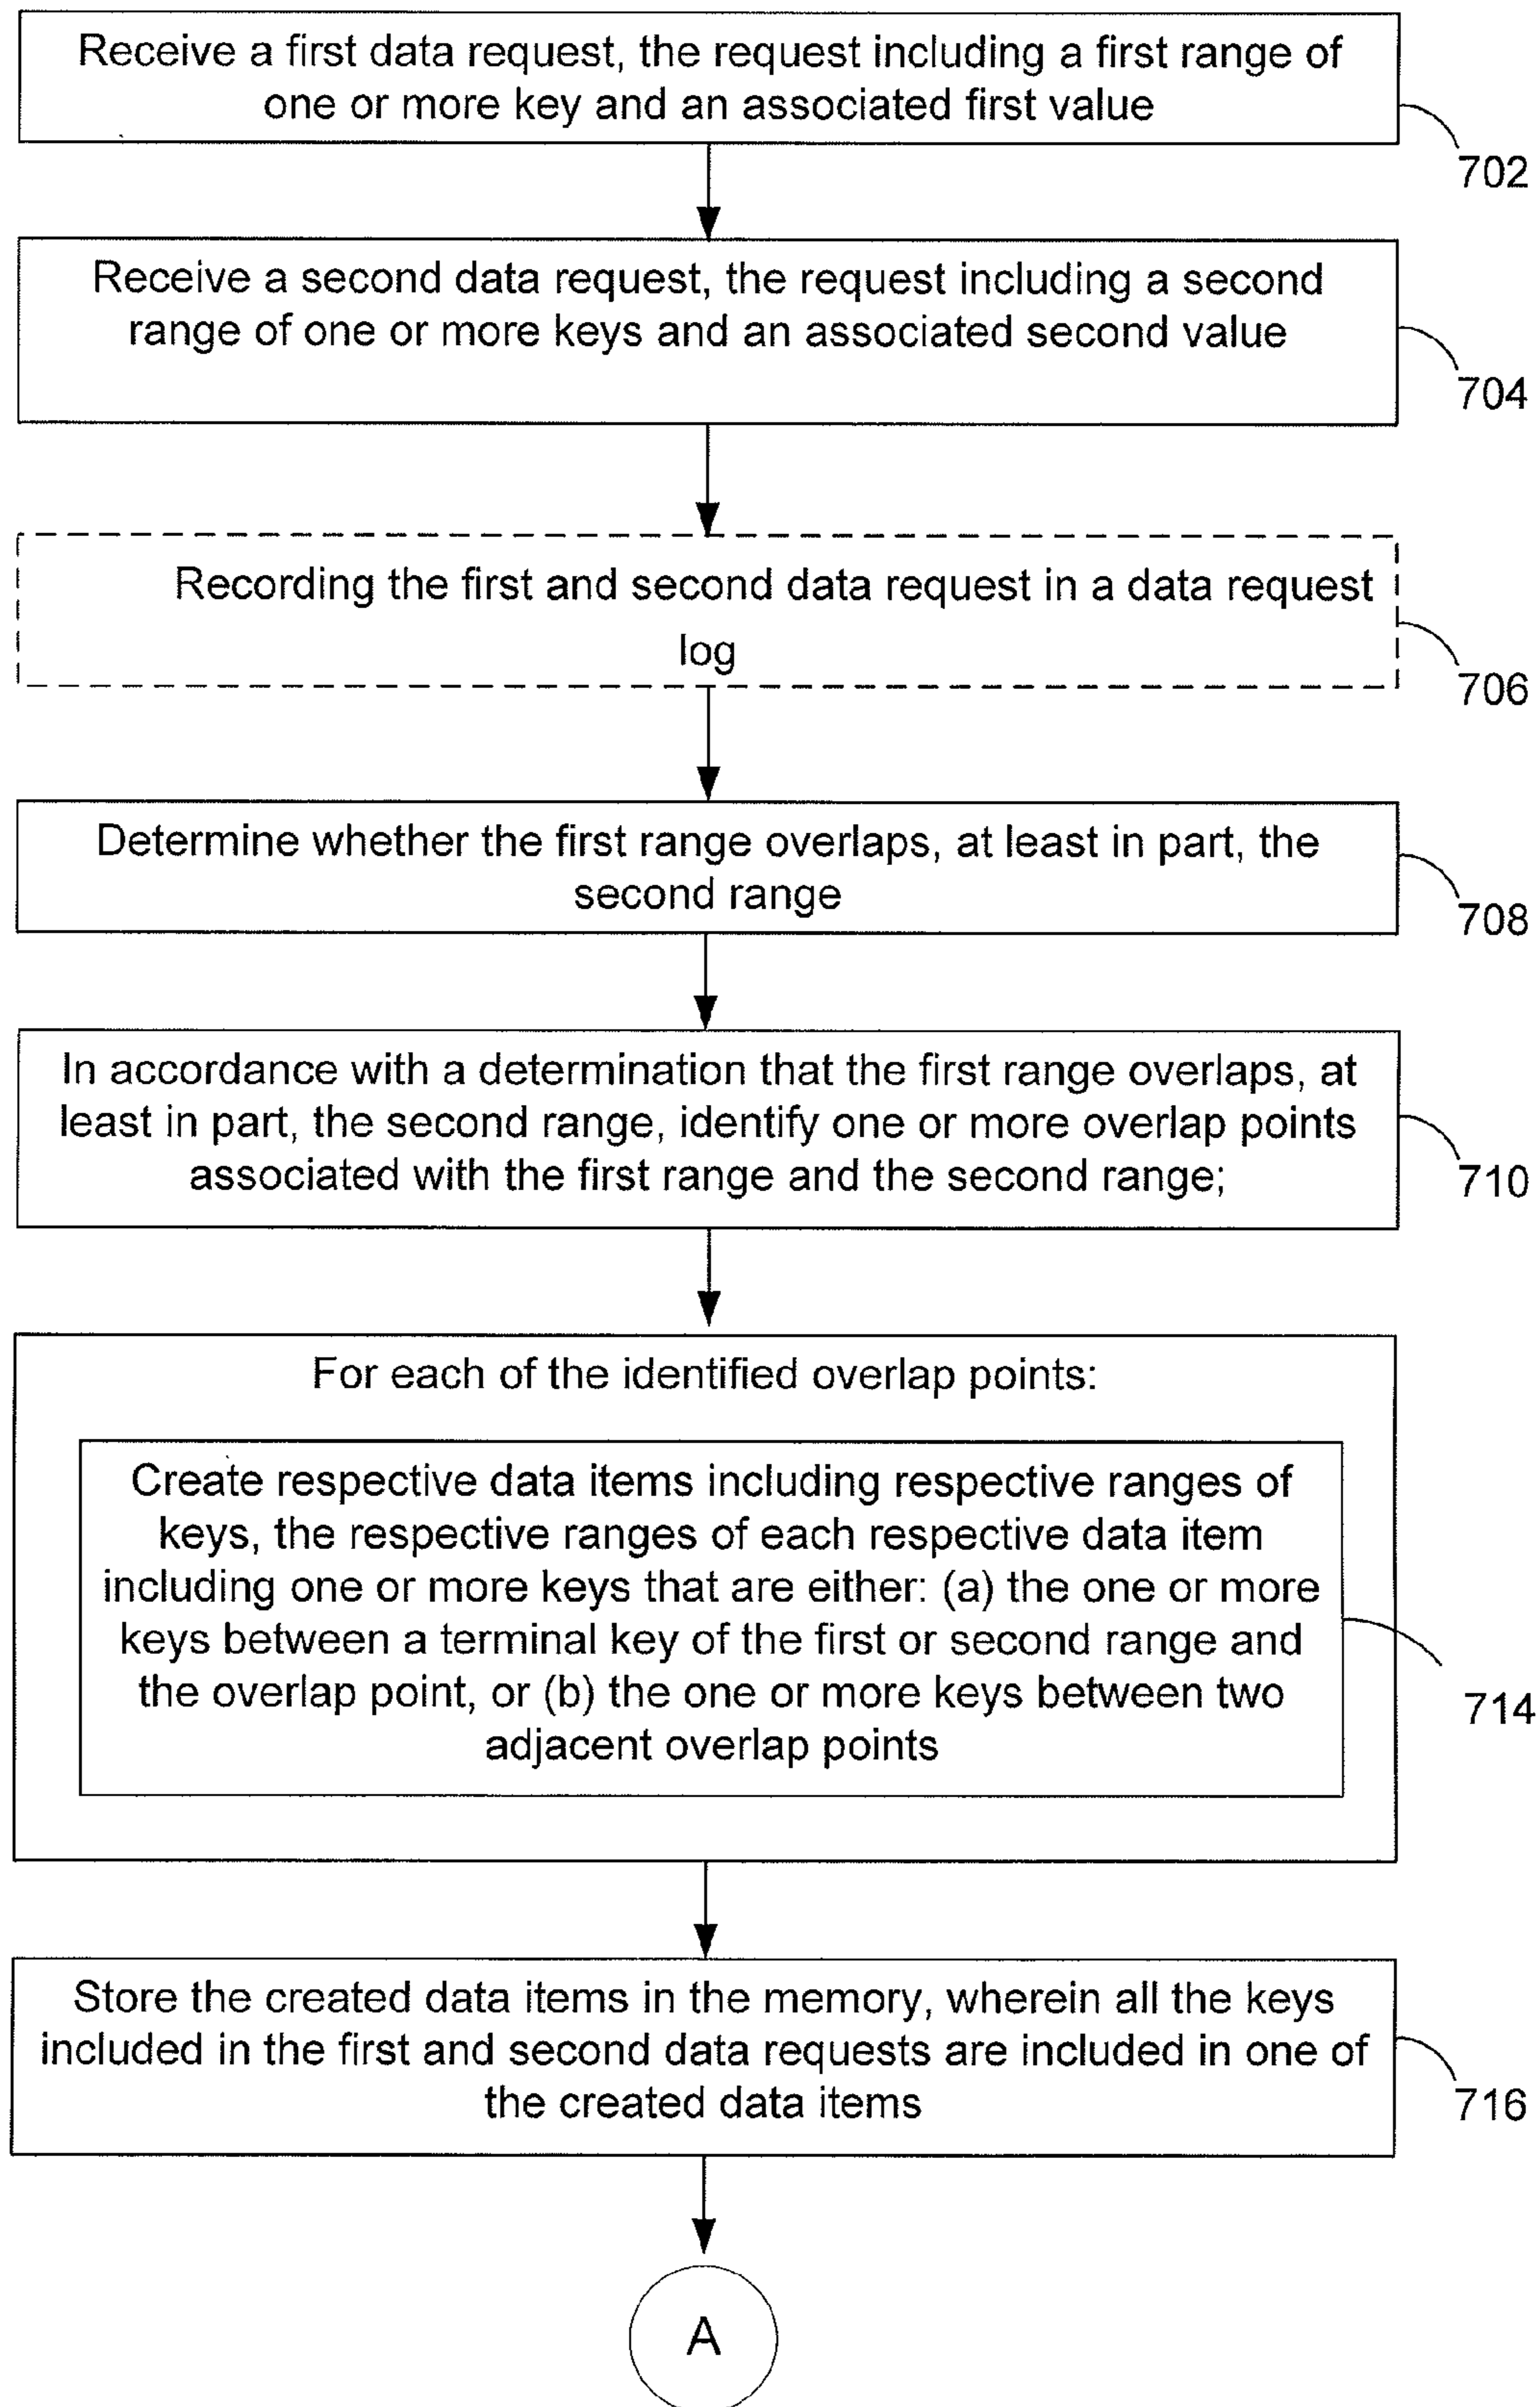 Receive a first data request, the request including a first range of
one or more key and an associated first value
702
Receive a second data request, the request including a second
range of one or more keys and an associated second value
704
Recording the first and second data request in a data request
log
706
Determine whether the first range overlaps, at least in part, the
second range
708
In accordance with a determination that the first range overlaps, at
least in part, the second range, identify one or more overlap points
associated with the first range and the second range;
710
For each of the identified overlap points:
Create respective data items including respective ranges of
keys, the respective ranges of each respective data item
including one or more keys that are either: (a) the one or more
keys between a terminal key of the first or second range and
the overlap point, or (b) the one or more keys between two
adjacent overlap points
714
Store the created data items in the memory, wherein all the keys
included in the first and second data requests are included in one of
the created data items
716
A